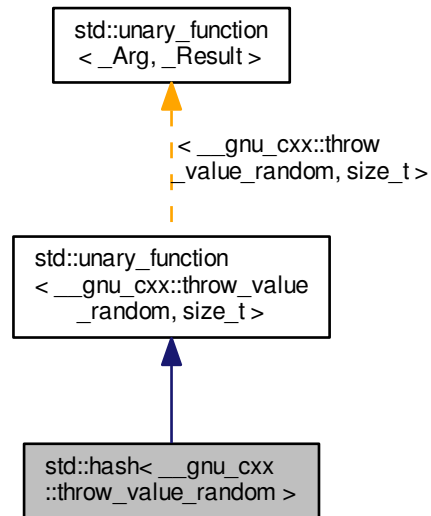 std::unary_function
< _Arg, _Result >
< __gnu_cxx::throw
_value_random, size_t >
std::unary_function
< __gnu_cxx::throw_value
_random, size_t >
std::hash< __gnu_cxx
::throw_value_random >